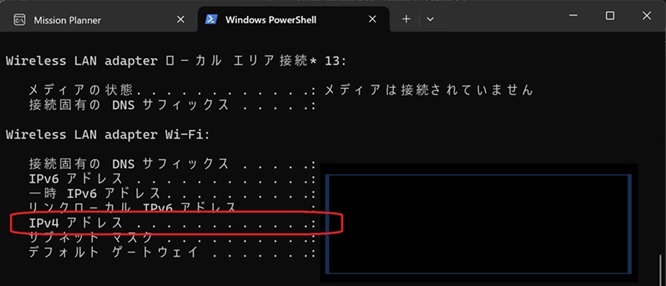 Mission Planner
Windows PowerShell
Wireless LAN adapter ローカル エリア接続* 13:
メディアの状態. . . . . . . . . . . . .: メディアは接続されていません
接続固有の DNS サフィックス . . . . .:
Wireless LAN adapter Wi-Fi:
接続固有の DNS サフィックス . . . . .:
IPv6 アドレス . . . . . . . . . . . .:
一時 IPv6 アドレス. . . . . . . . . .:
リンクローカル IPv6 アドレス. . . . .:
IPv4 アドレス . . . . . . . . . . . .:
サブネット マスク . . . . . . . . . .:
デフォルト ゲートウェイ . . . . . . .: